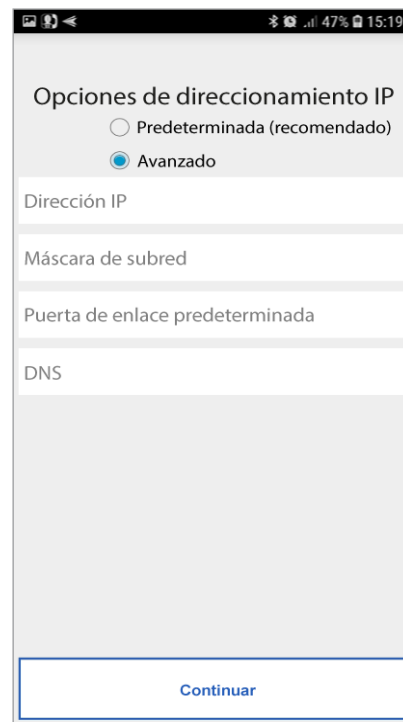 47% 15:19
Opciones de direccionamiento IP
Predeterminada (recomendado)
Avanzado
Dirección IP
Máscara de subred
Puerta de enlace predeterminada
DNS
Continuar